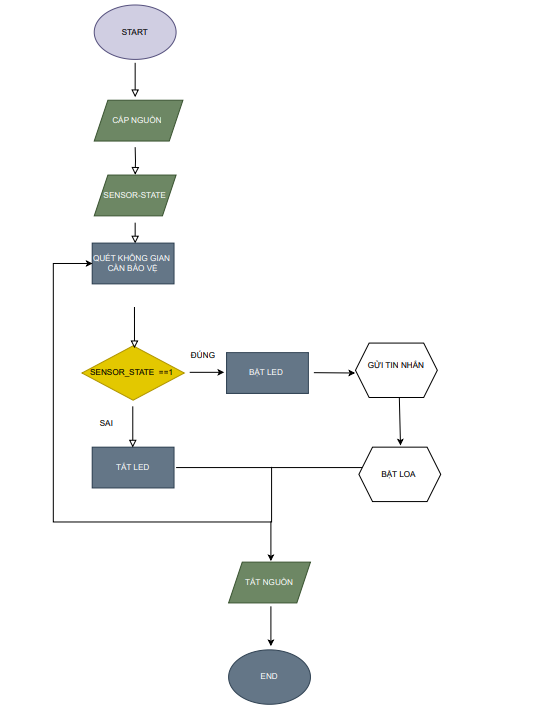 START
CẤP NGUỒN
SENSOR-STATE
QUÉT KHÔNG GIAN
CẦN BẢO VỆ
SENSOR_STATE ==1
ĐÚNG
BẬT LED
GỬI TIN NHẮN
SAI
TẮT LED
BẬT LOA
TẮT NGUỒN
END